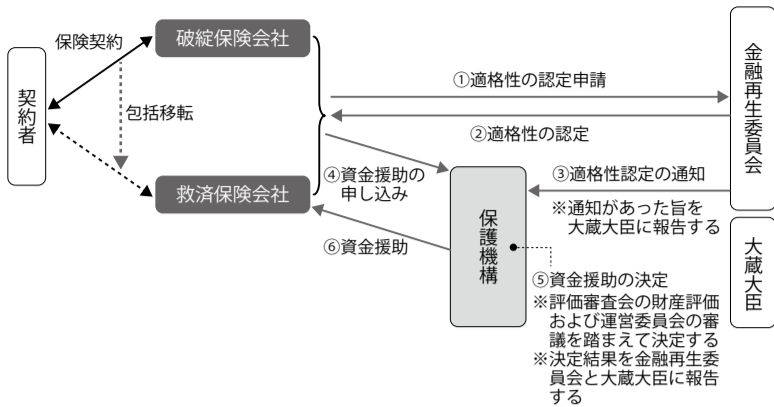 保険契約
破綻保険会社
契約者
包括移転
救済保険会社
①適格性の認定申請
②適格性の認定
金融再生委員会
④資金援助の
申し込み
③適格性認定の通知
※通知があった旨を
大蔵大臣に報告する
⑥資金援助
保護機構
⑤資金援助の決定
※評価審査会の財産評価
および運営委員会の審
議を踏まえて決定する
※決定結果を金融再生委
員会と大蔵大臣に報告
する
大蔵大臣